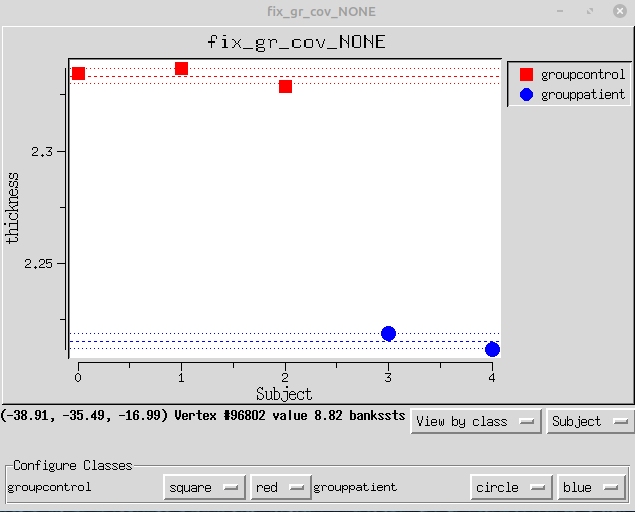 fix_gr_cov_NONE
fix_gr_cov_NONE
groupcontrol
grouppatient
thickness
2.3
2.25
0 1 2 3 4
Subject
(-38.91, -35.49, -16.99) Vertex #96802 value 8.82 bankssts
View by class
Subject
Configure Classes
groupcontrol square red grouppatient circle blue